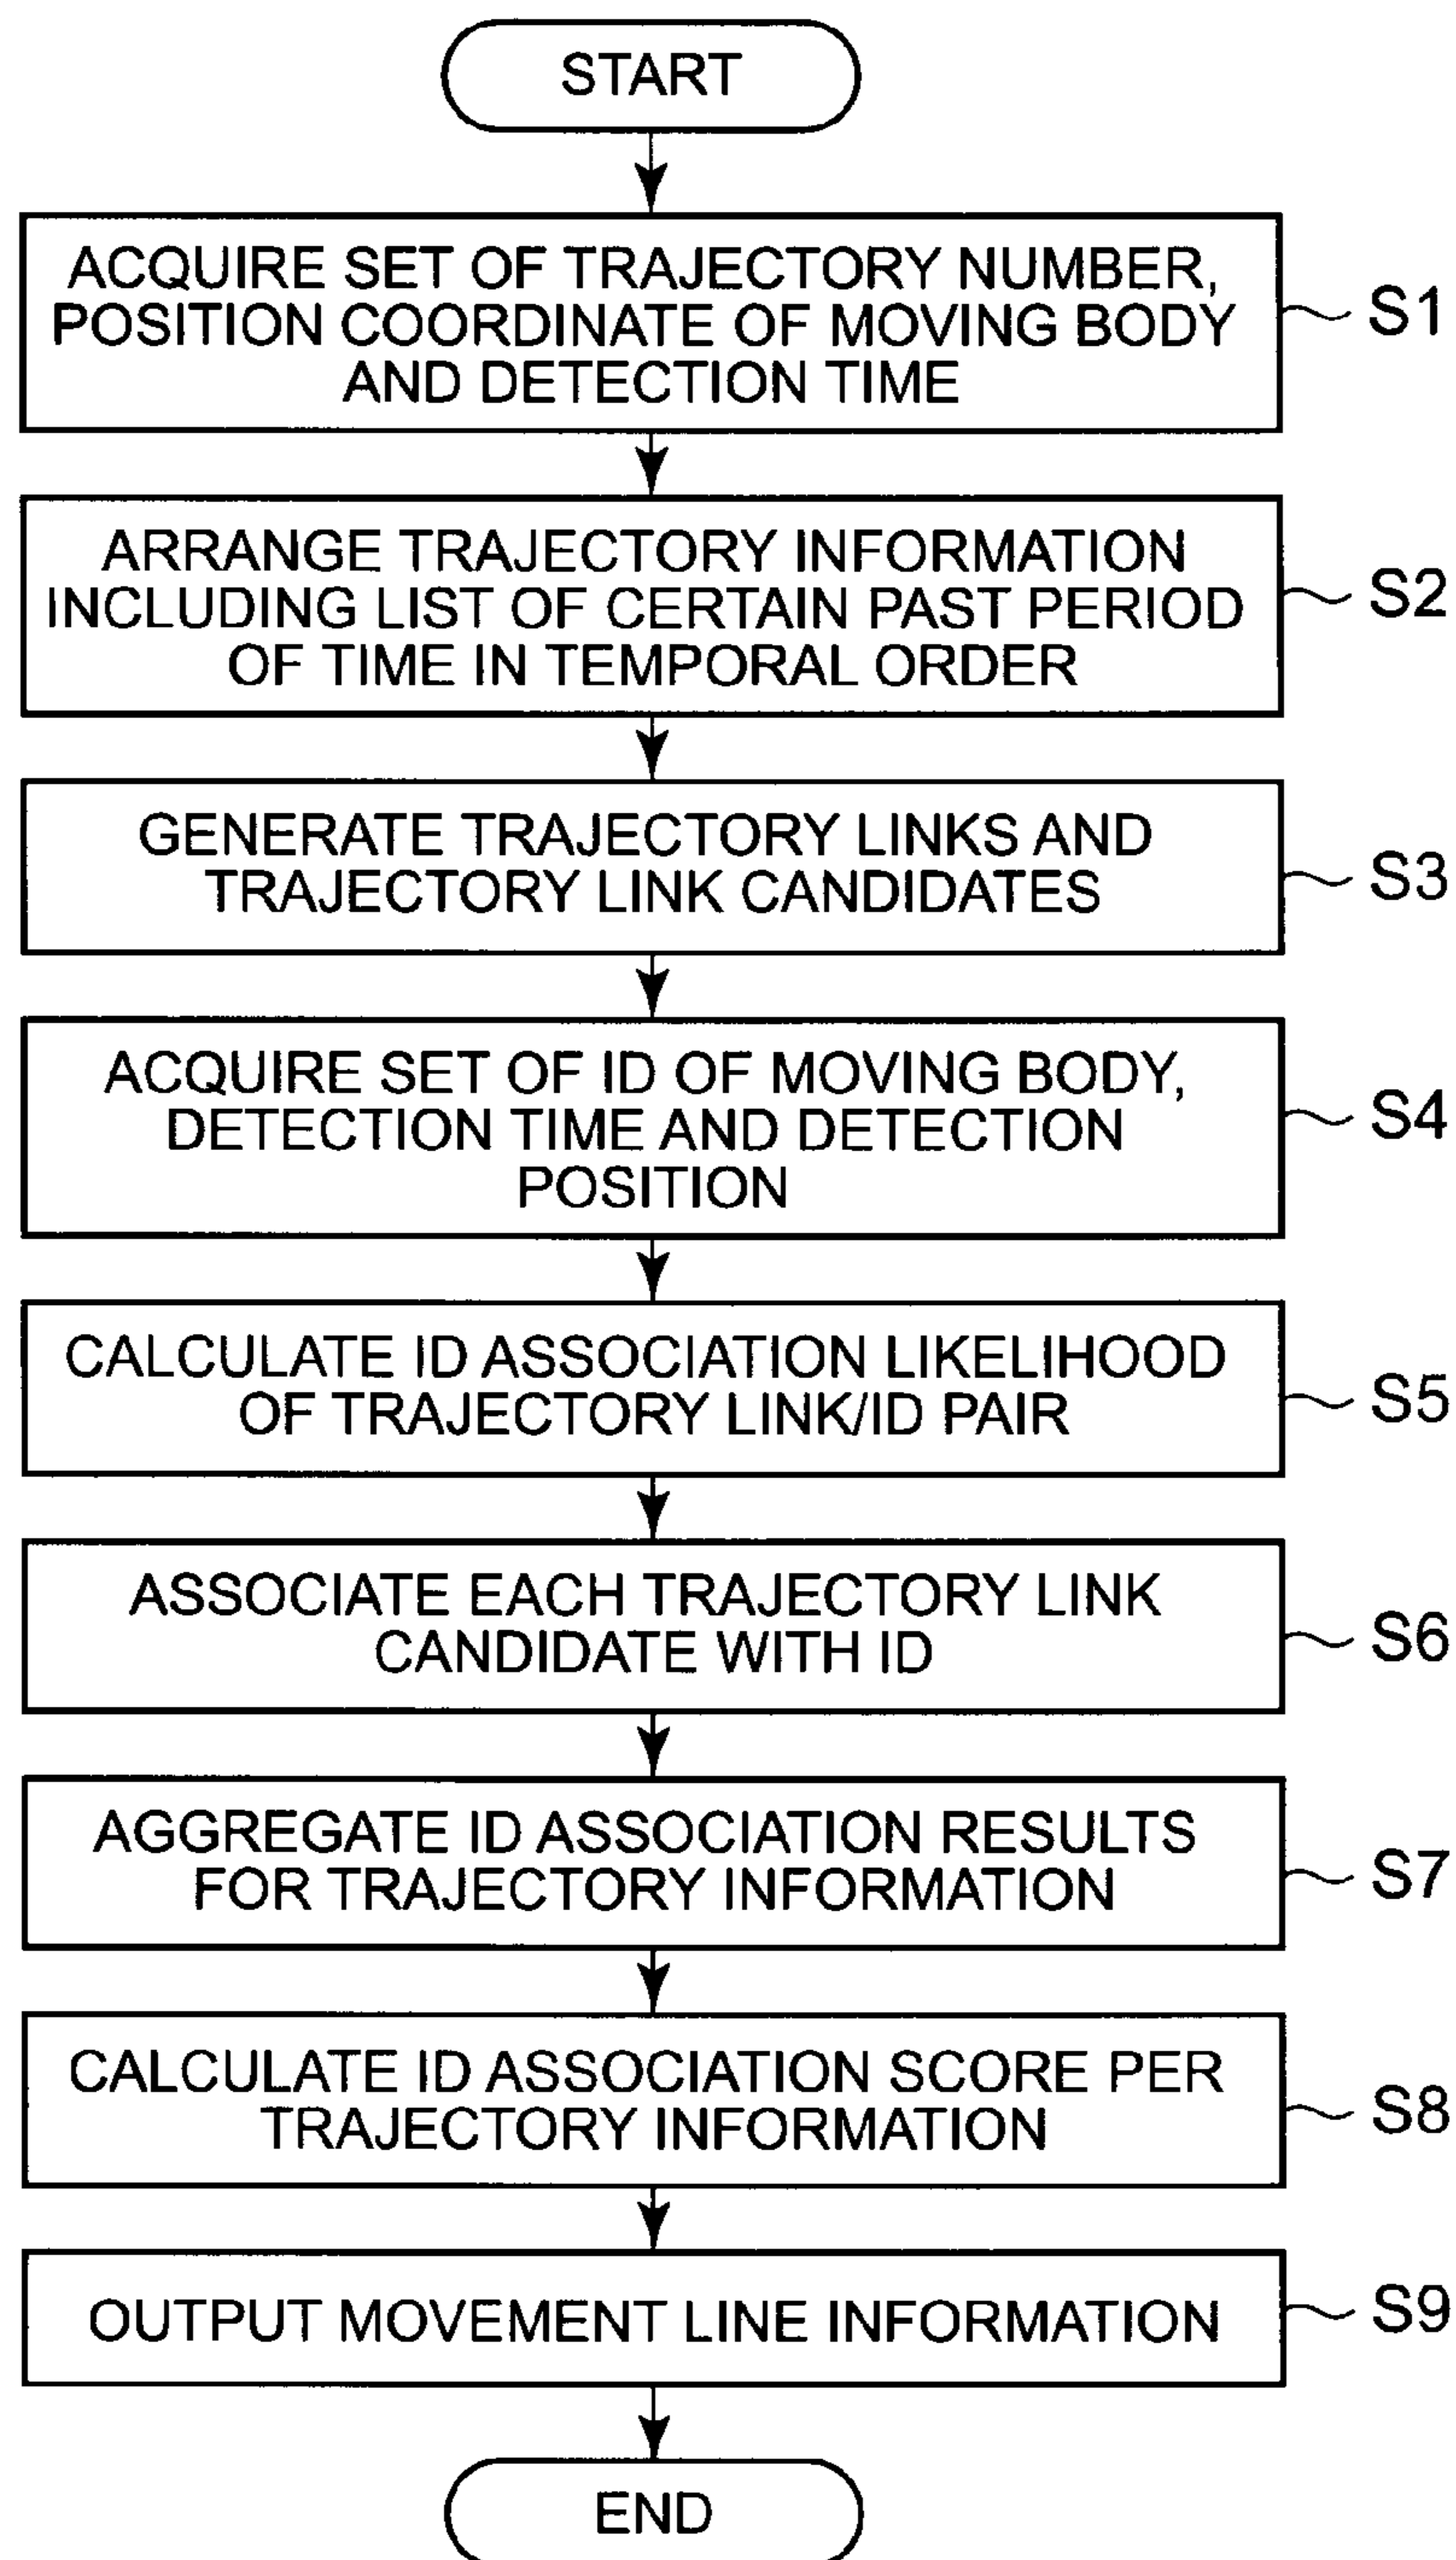 START
ACQUIRE SET OF TRAJECTORY NUMBER,
POSITION COORDINATE OF MOVING BODY
AND DETECTION TIME
S1
ARRANGE TRAJECTORY INFORMATION
INCLUDING LIST OF CERTAIN PAST PERIOD
OF TIME IN TEMPORAL ORDER
S2
GENERATE TRAJECTORY LINKS AND
TRAJECTORY LINK CANDIDATES
S3
ACQUIRE SET OF ID OF MOVING BODY,
DETECTION TIME AND DETECTION
POSITION
S4
CALCULATE ID ASSOCIATION LIKELIHOOD
OF TRAJECTORY LINK/ID PAIR
S5
ASSOCIATE EACH TRAJECTORY LINK
CANDIDATE WITH ID
S6
AGGREGATE ID ASSOCIATION RESULTS
FOR TRAJECTORY INFORMATION
S7
CALCULATE ID ASSOCIATION SCORE PER
TRAJECTORY INFORMATION
S8
OUTPUT MOVEMENT LINE INFORMATION
S9
END